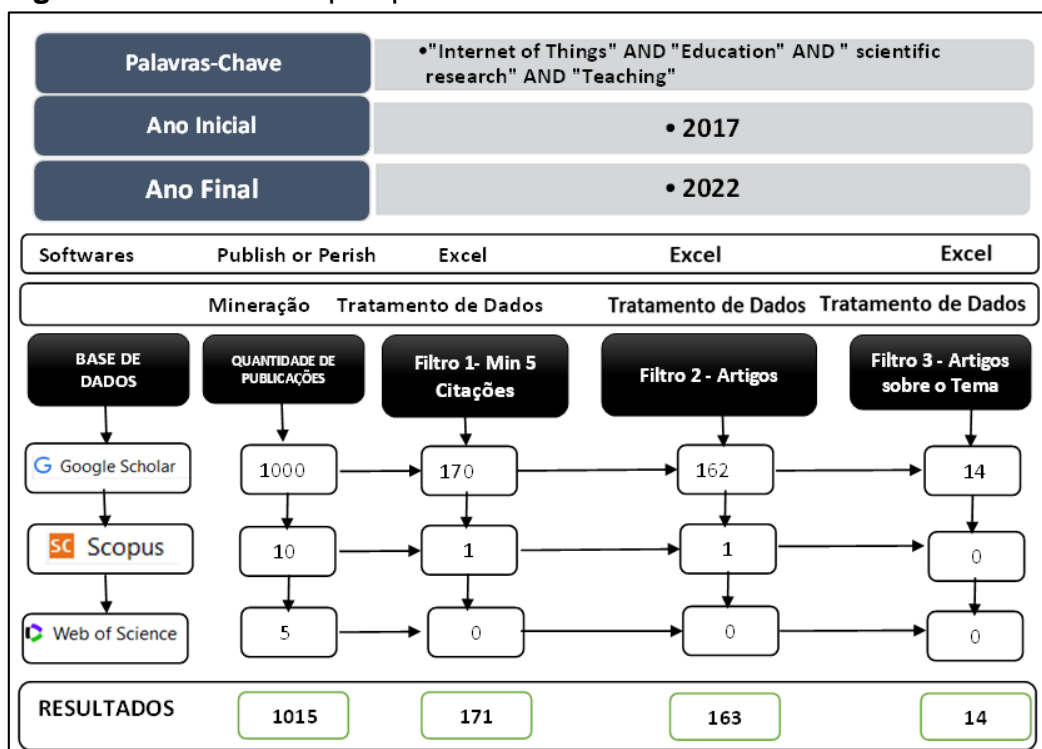 Palavras-Chave
•"Internet of Things" AND "Education" AND " scientific
research" AND "Teaching"
Ano Inicial
• 2017
Ano Final
• 2022
Softwares Publish or Perish Excel Excel Excel
Mineração Tratamento de Dados Tratamento de Dados Tratamento de Dados
BASE DE
DADOS
QUANTIDADE DE
PUBLICAÇÕES
Filtro 1- Min 5
Citações
Filtro 2 - Artigos
Filtro 3 - Artigos
sobre o Tema
Google Scholar 1000 170 162 14
SC Scopus 10 1 1 0
Web of Science 5 0 0 0
RESULTADOS 1015 171 163 14